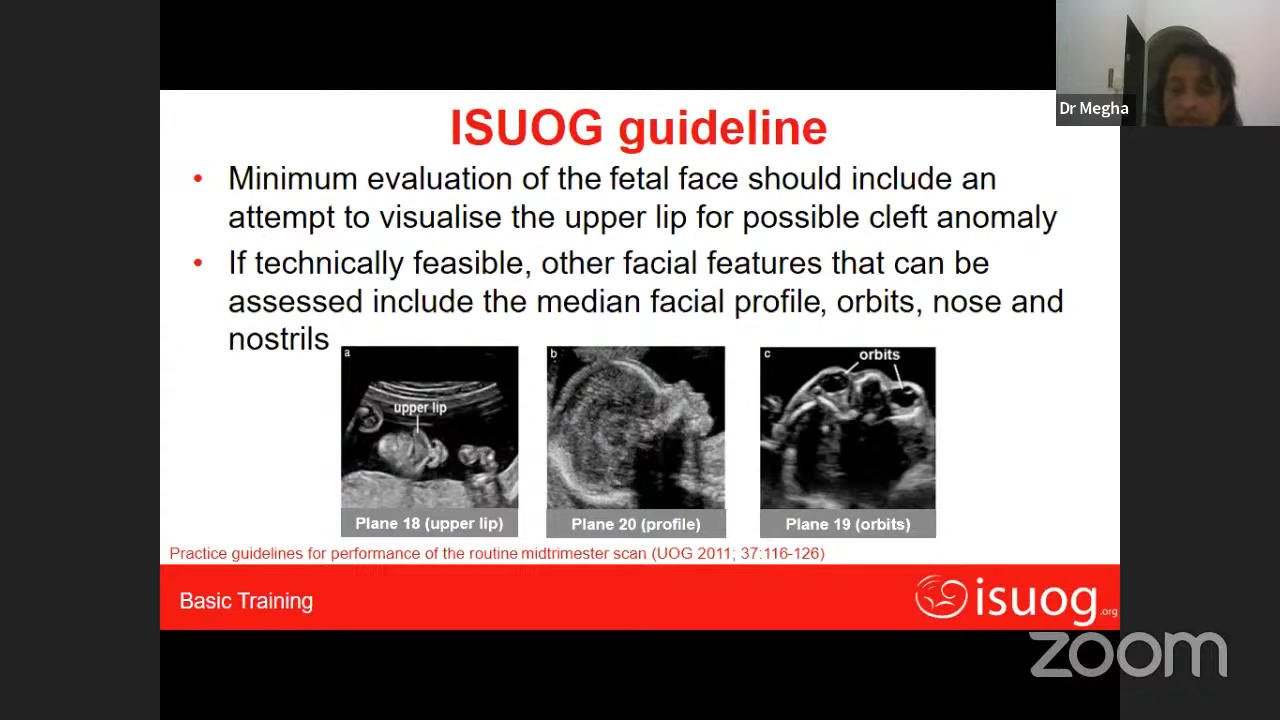 Dr Megha
ISUOG guideline
• Minimum evaluation of the fetal face should include an
attempt to visualise the upper lip for possible cleft anomaly
• If technically feasible, other facial features that can be
assessed include the median facial profile, orbits, nose and
nostrils
a
upper lip
Plane 18 (upper lip)
b
Plane 20 (profile)
c
orbits
Plane 19 (orbits)
Practice guidelines for performance of the routine midtrimester scan (UOG 2011; 37:116-126)
Basic Training
isuog.org
zoom